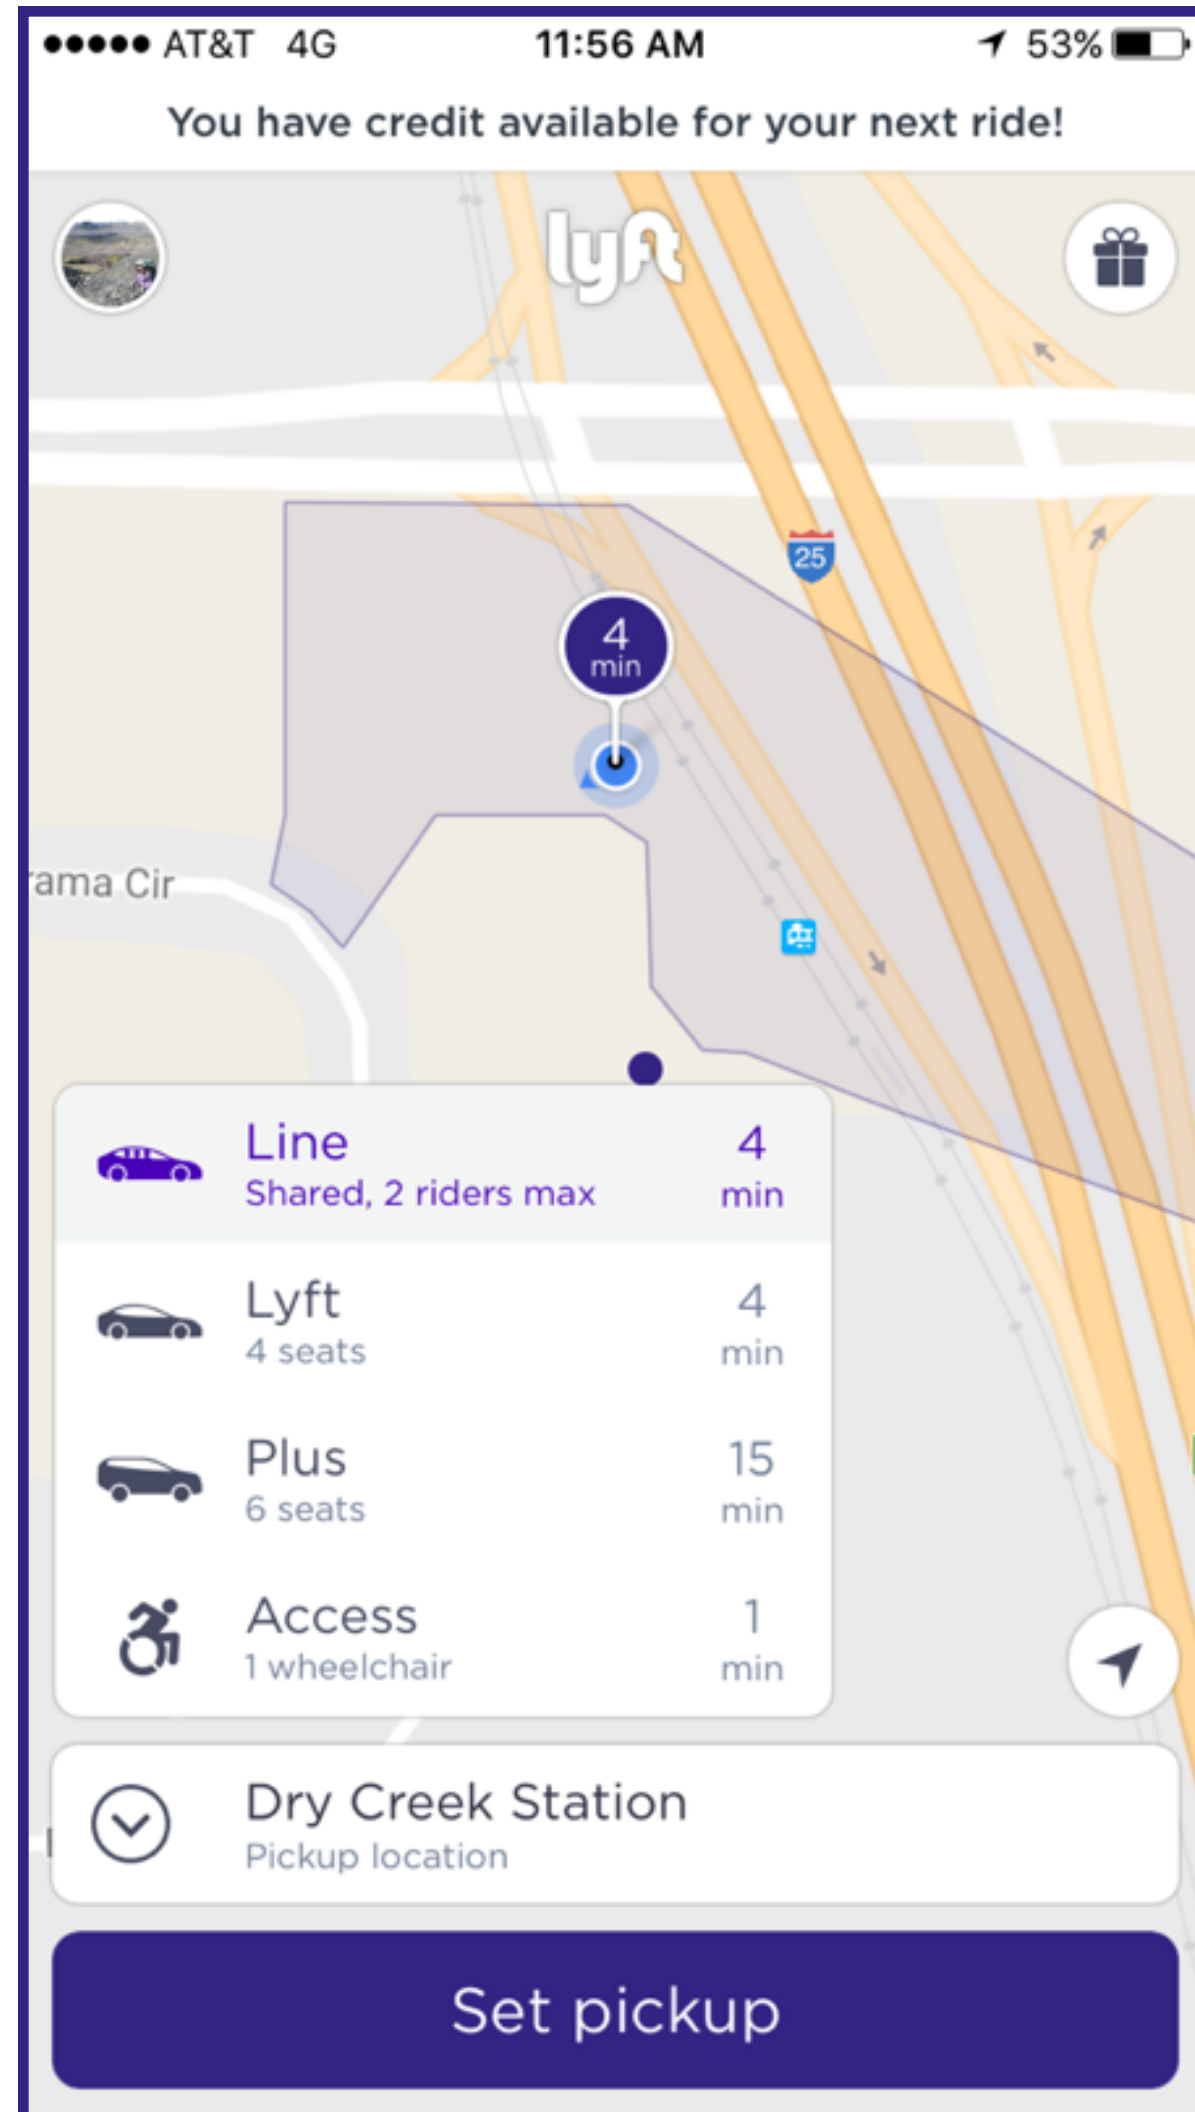 AT&T 4G 11:56 AM 53%
You have credit available for your next ride!
lyft
25
4
min
rama Cir
Line 4
Shared, 2 riders max min
Lyft 4
4 seats min
Plus 15
6 seats min
Access 1
1 wheelchair min
Dry Creek Station
Pickup location
Set pickup